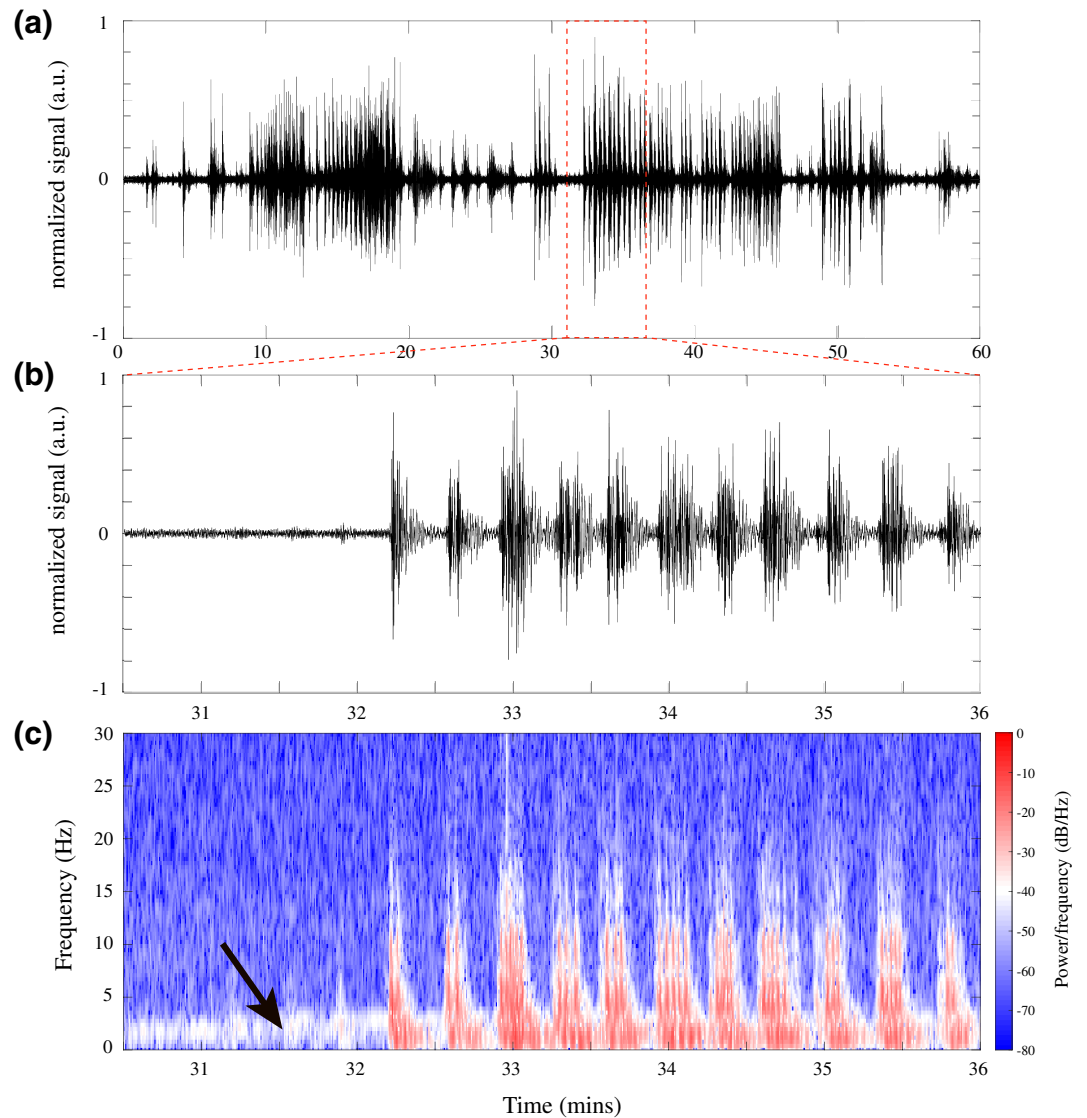 (a)
normalized signal (a.u.)
1
0
-1
0 10 20 30 40 50 60
(b)
normalized signal (a.u.)
1
0
-1
31 32 33 34 35 36
(c)
Frequency (Hz)
30
25
20
15
10
5
0
31 32 33 34 35 36
Time (mins)
0
-10
-20
-30
-40
-50
-60
-70
-80
Power/frequency (dB/Hz)